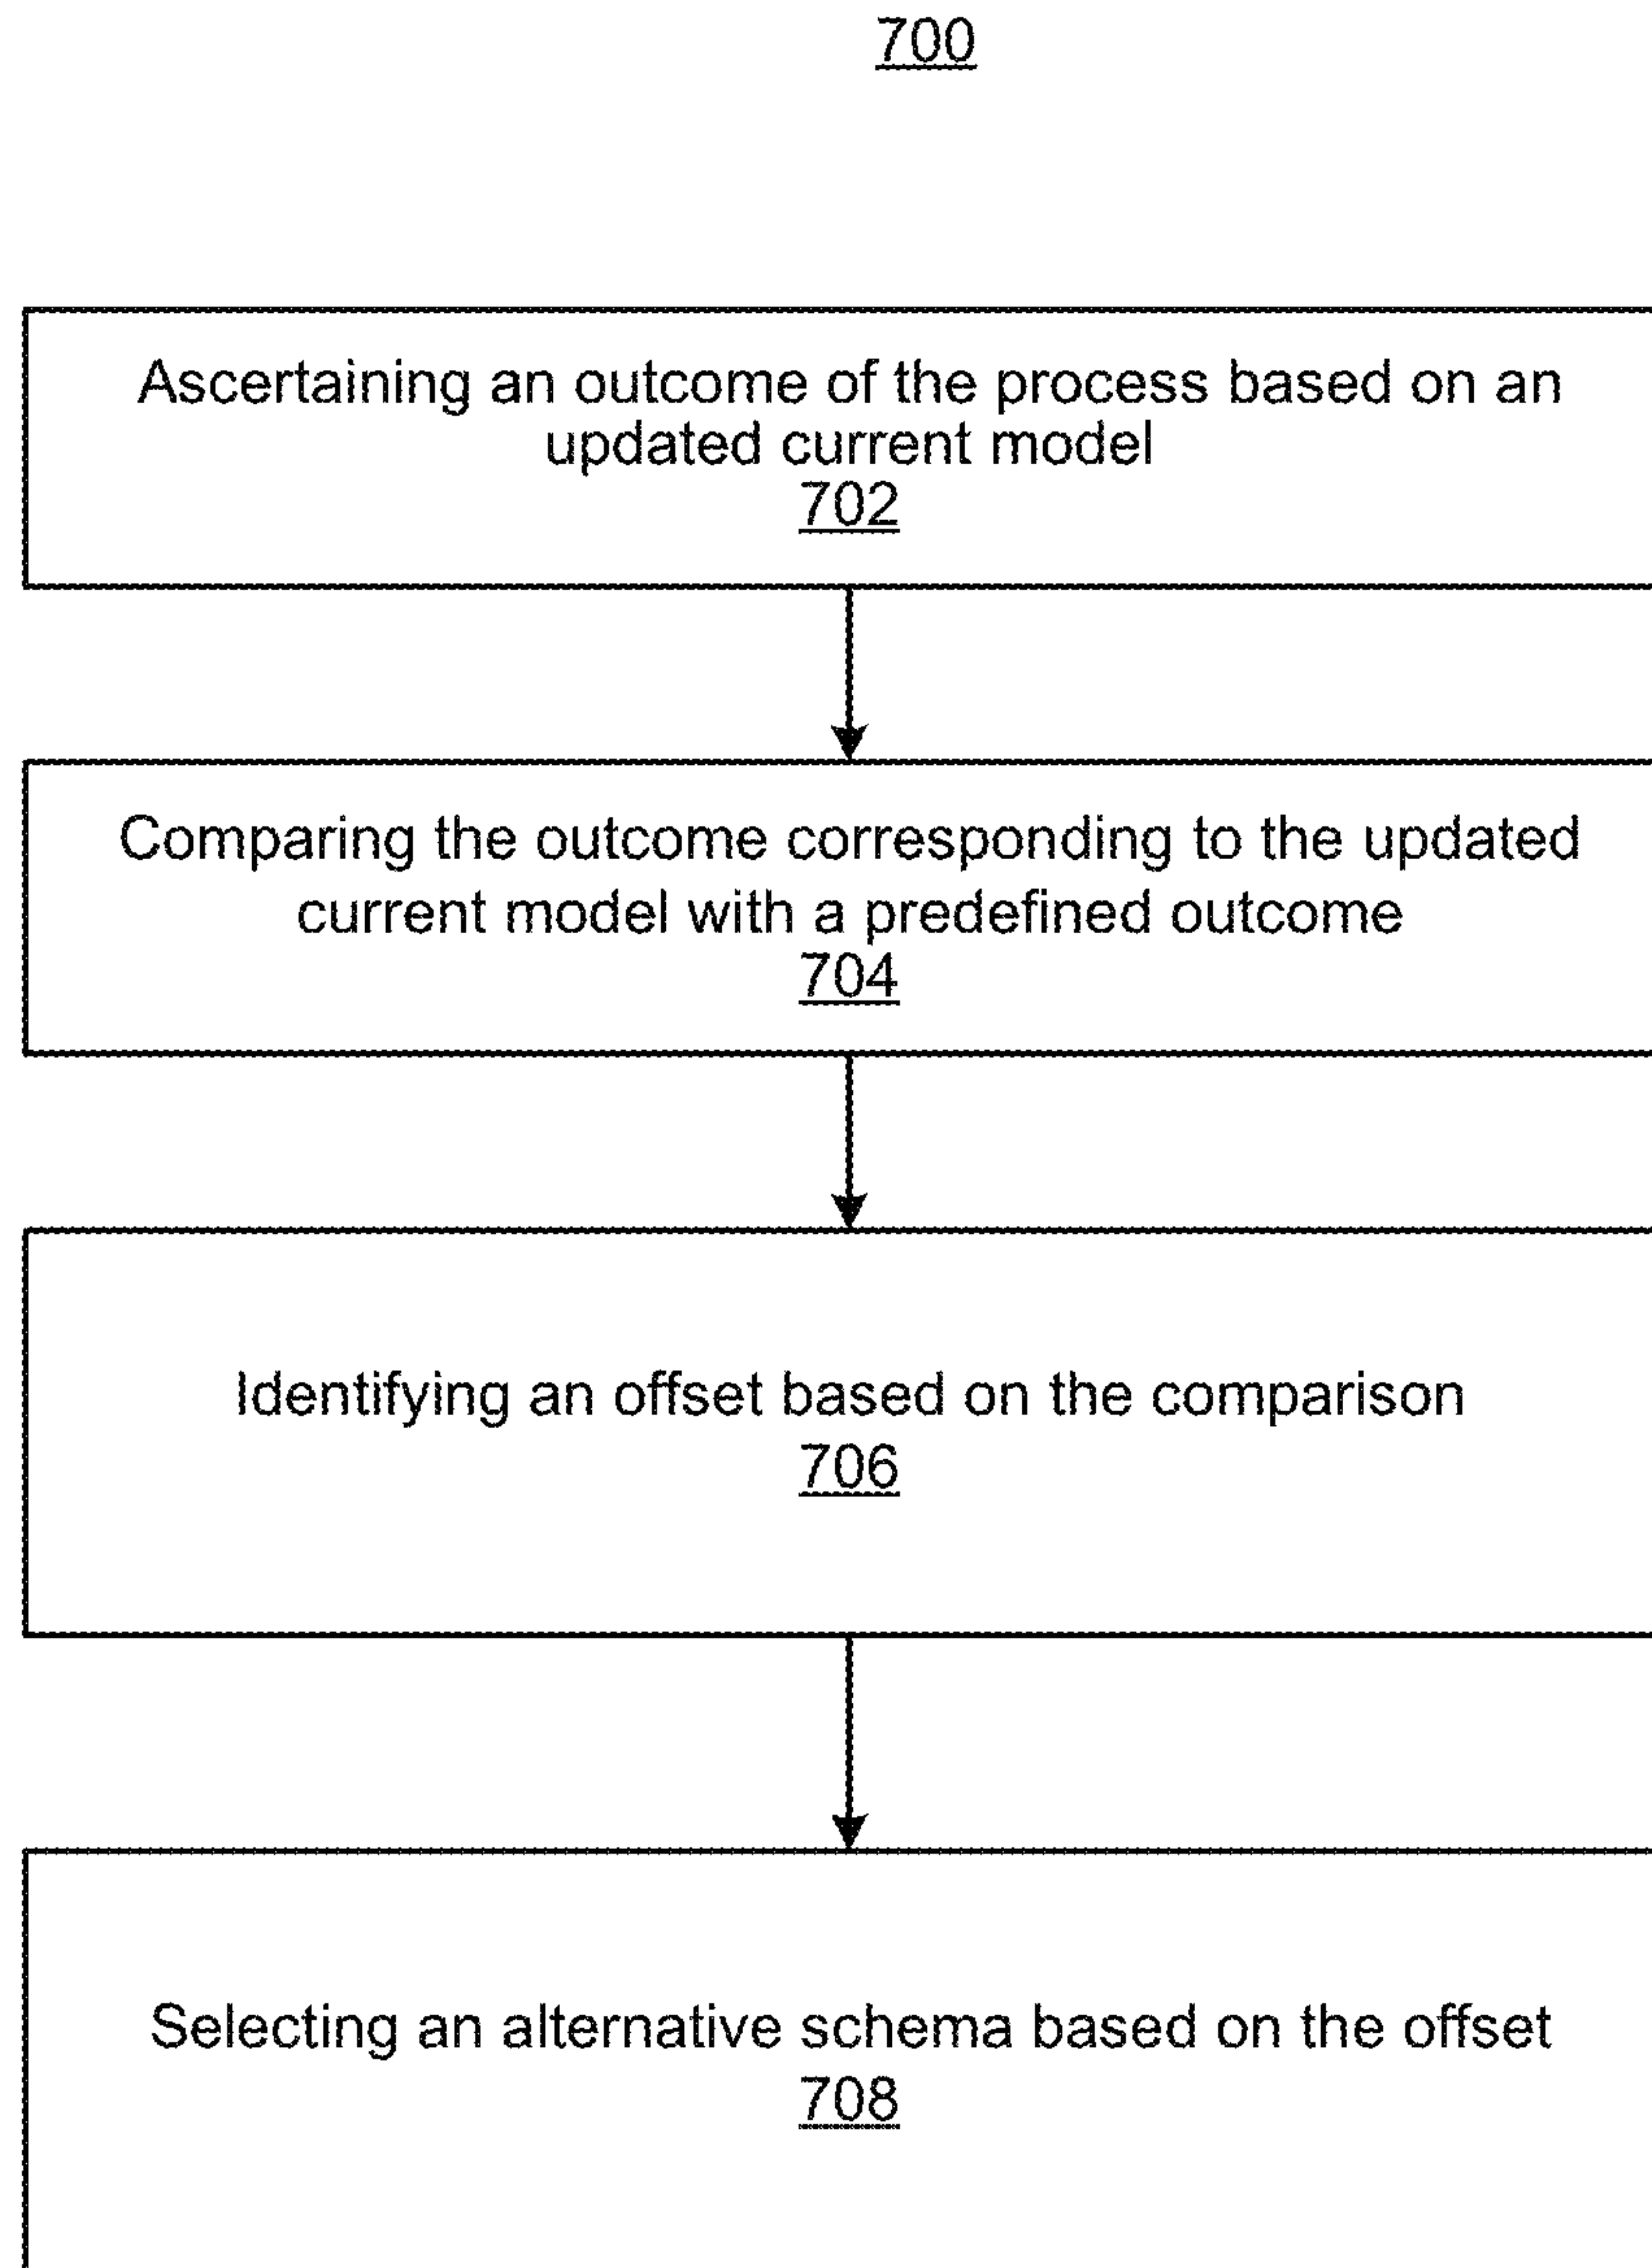 700
Ascertaining an outcome of the process based on an
updated current model
702
Comparing the outcome corresponding to the updated
current model with a predefined outcome
704
Identifying an offset based on the comparison
706
Selecting an alternative schema based on the offset
708